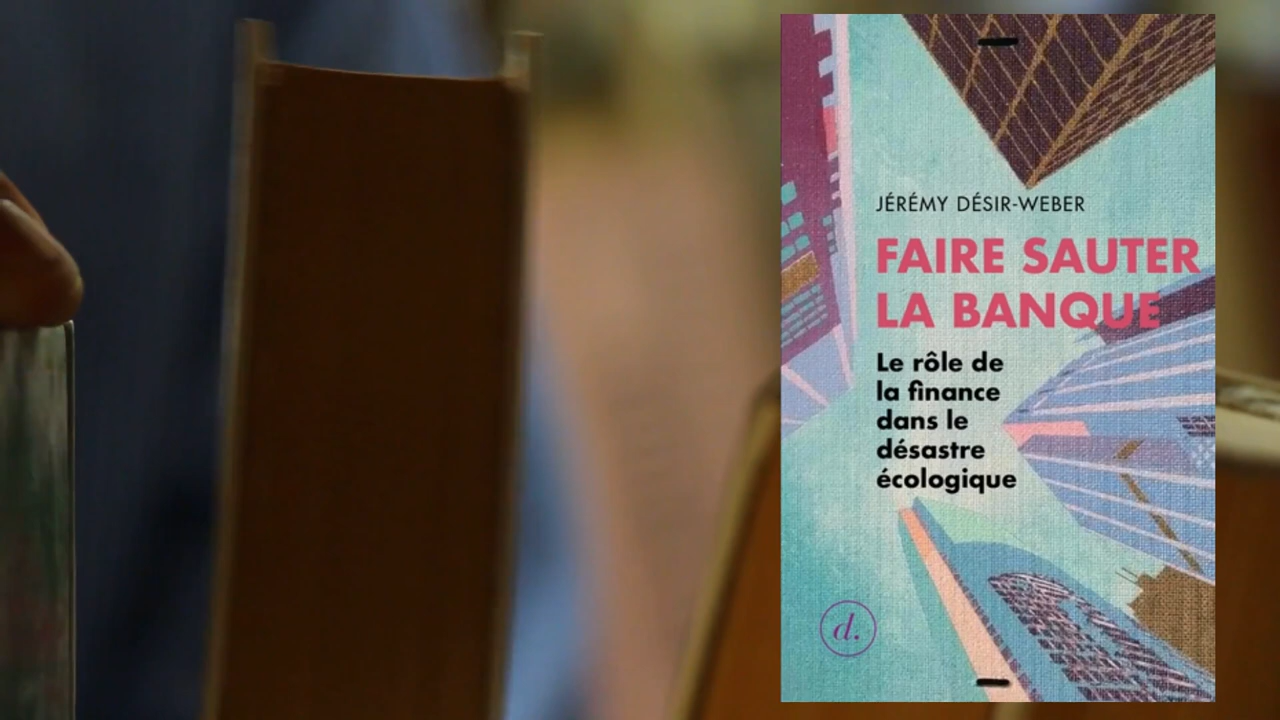 JÉRÉMY DÉSIR-WEBER
FAIRE SAUTER
LA BANQUE
Le rôle de
la finance
dans le
désastre
écologique
d.